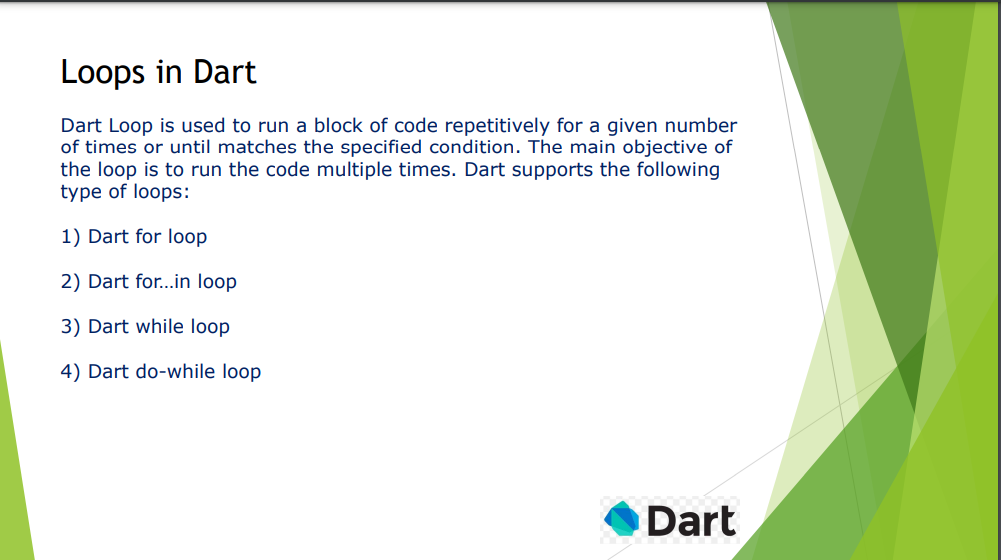 Loops in Dart
Dart Loop is used to run a block of code repetitively for a given number
of times or until matches the specified condition. The main objective of
the loop is to run the code multiple times. Dart supports the following
type of loops:
1) Dart for loop
2) Dart for…in loop
3) Dart while loop
4) Dart do-while loop
Dart